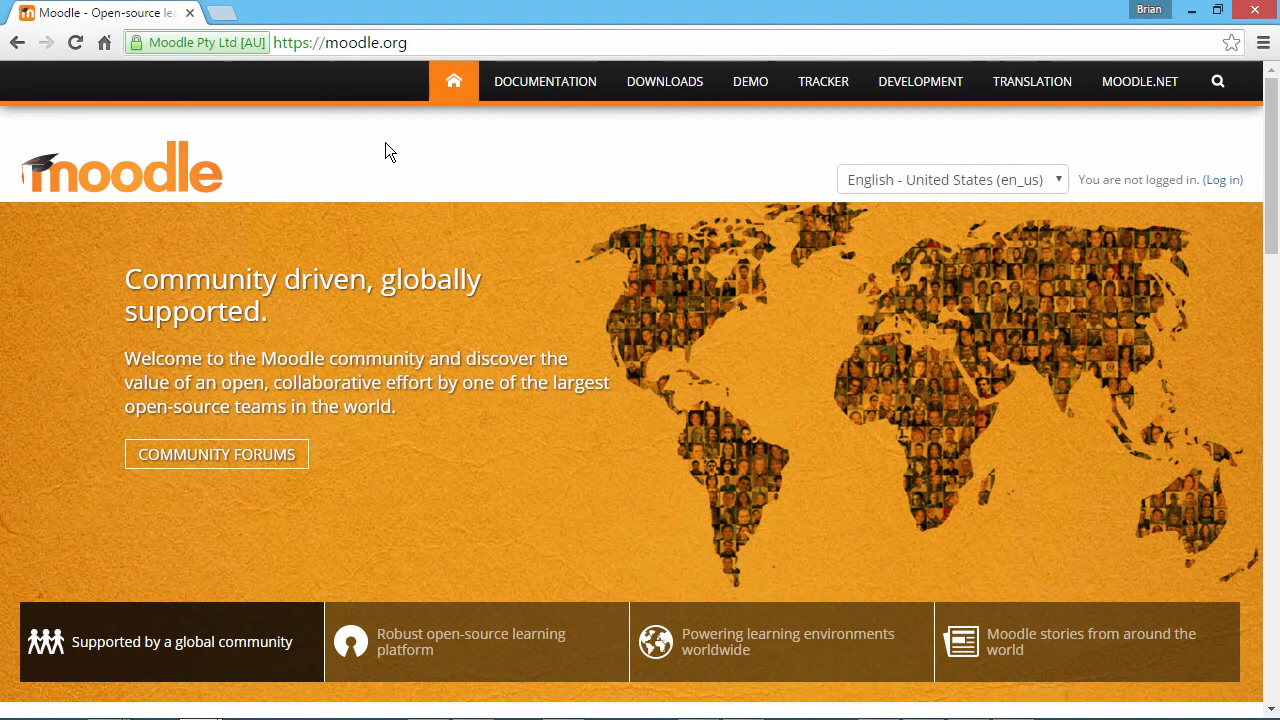 Moodle - Open-source le
Brian
Moodle Pty Ltd [AU] https://moodle.org
DOCUMENTATION DOWNLOADS DEMO TRACKER DEVELOPMENT TRANSLATION MOODLE.NET
moodle
English - United States (en_us) You are not logged in. (Log in)
Community driven, globally
supported.
Welcome to the Moodle community and discover the
value of an open, collaborative effort by one of the largest
open-source teams in the world.
COMMUNITY FORUMS
Supported by a global community
Robust open-source learning
platform
Powering learning environments
worldwide
Moodle stories from around the
world